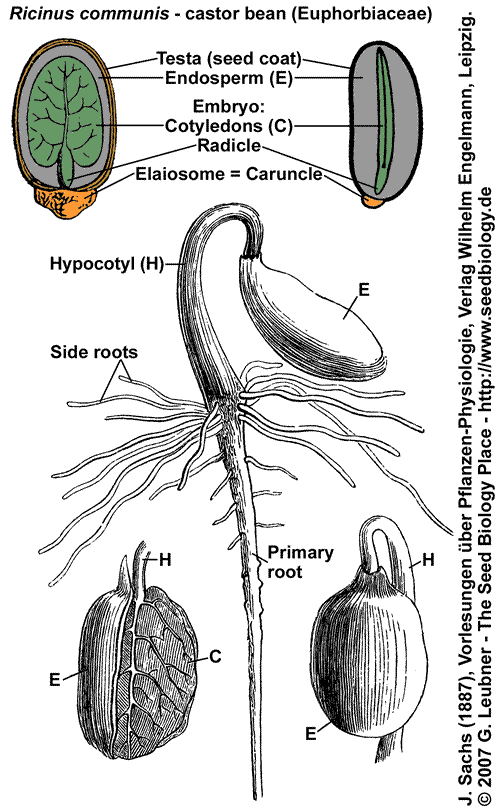 Ricinus communis - castor bean (Euphorbiaceae)
Testa (seed coat)
Endosperm (E)
Embryo:
Cotyledons (C)
Radicle
Elaiosome = Caruncle
Hypocotyl (H)
E
Side roots
Primary
root
H
E
C
H
E
J. Sachs (1887), Vorlesungen über Pflanzen-Physiologie, Verlag Wilhelm Engelmann, Leipzig.
© 2007 G. Leubner - The Seed Biology Place - http://www.seedbiology.de